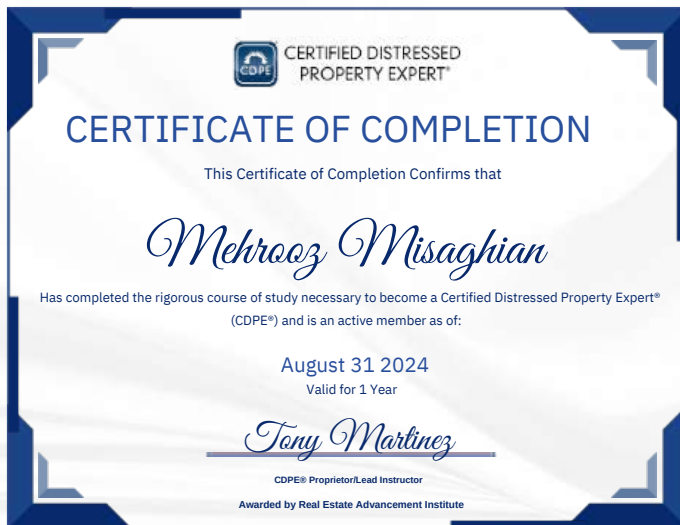 CDPE
CERTIFIED DISTRESSED
PROPERTY EXPERT®
CERTIFICATE OF COMPLETION
This Certificate of Completion Confirms that
Mehrooz Misaghian
Has completed the rigorous course of study necessary to become a Certified Distressed Property Expert®
(CDPE®) and is an active member as of:
August 31 2024
Valid for 1 Year
Tony Martinez
CDPE® Proprietor/Lead Instructor
Awarded by Real Estate Advancement Institute